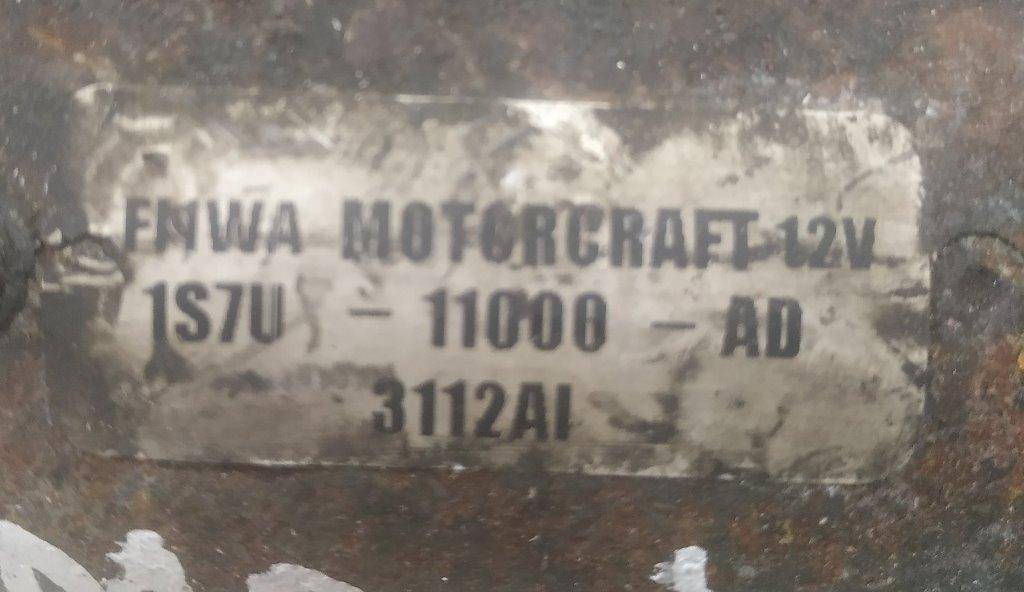 FNWA MOTORCRAFT 12V
1S7U - 11000 - AD
3112AI